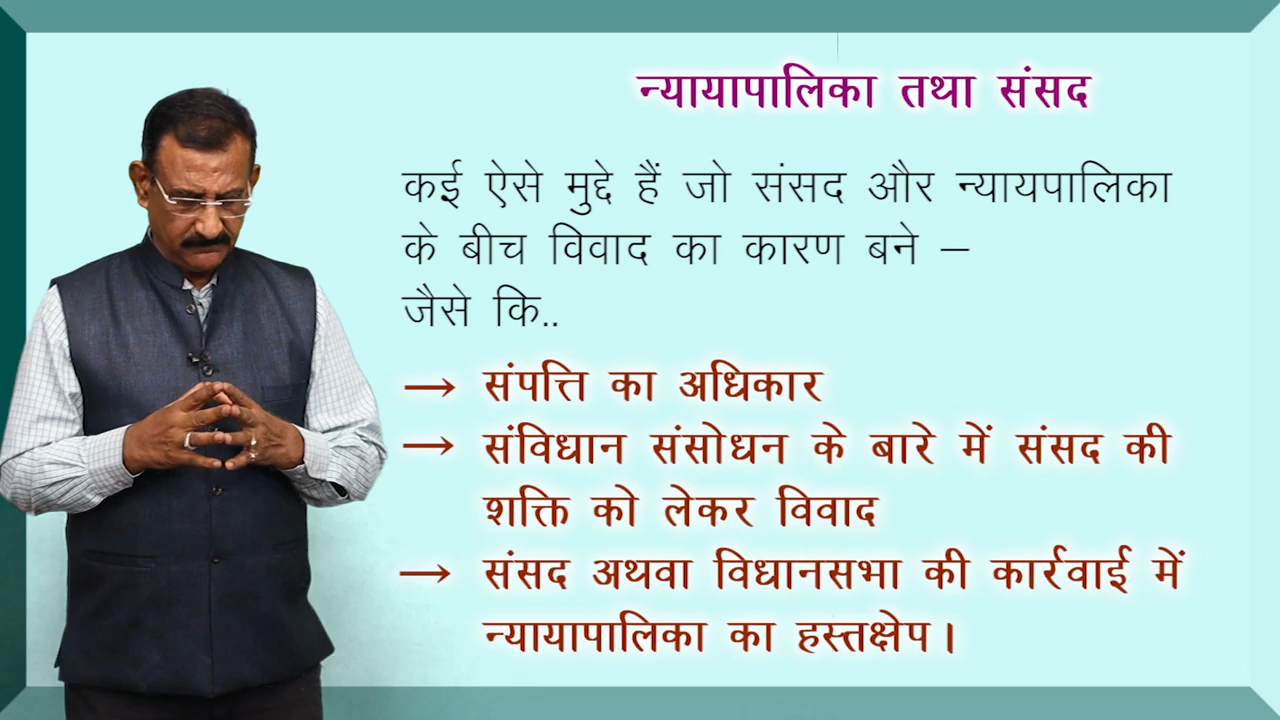 न्यायापालिका तथा संसद
कई ऐसे मुद्दे हैं जो संसद और न्यायपालिका
के बीच विवाद का कारण बने –
जैसे कि..
→ संपत्ति का अधिकार
→ संविधान संसोधन के बारे में संसद की
शक्ति को लेकर विवाद
→ संसद अथवा विधानसभा की कार्रवाई में
न्यायापालिका का हस्तक्षेप।